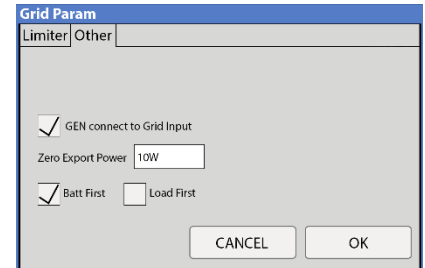 Grid Param
Limiter Other
GEN connect to Grid Input
Zero Export Power 10W
Batt First Load First
CANCEL OK